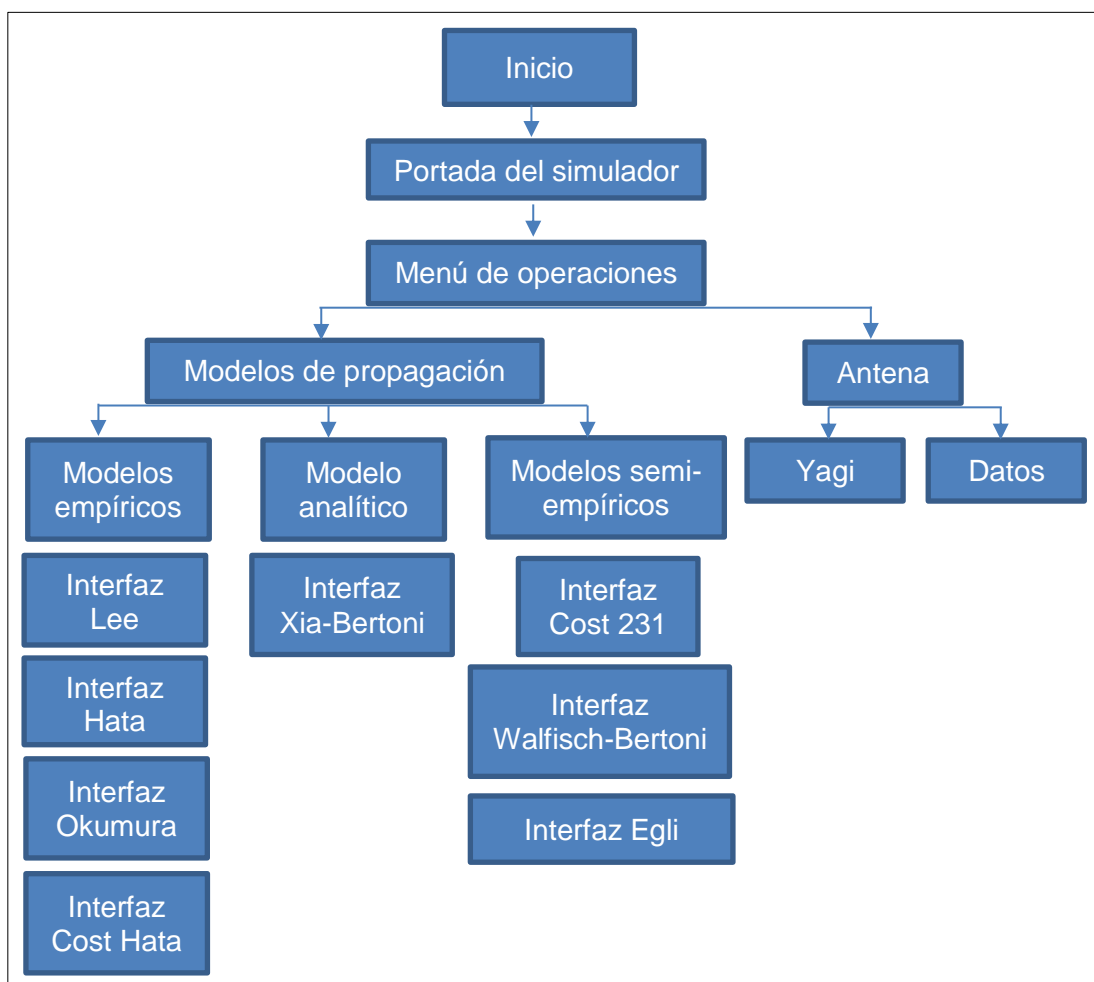 Inicio
Portada del simulador
Menú de operaciones
Modelos de propagación
Antena
Modelos
empíricos
Modelo
analítico
Modelos semi-
empíricos
Yagi
Datos
Interfaz
Lee
Interfaz
Xia-Bertoni
Interfaz
Cost 231
Interfaz
Hata
Interfaz
Walfisch-Bertoni
Interfaz
Okumura
Interfaz Egli
Interfaz
Cost Hata